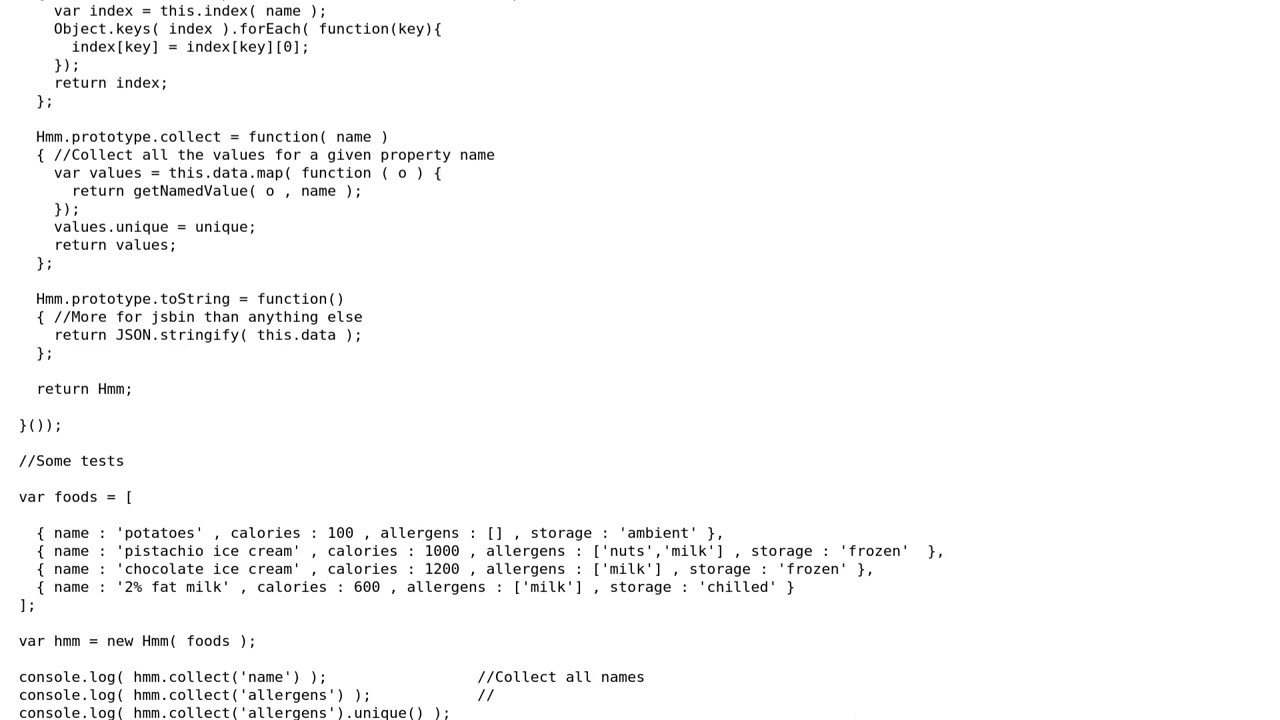 var index = this.index( name );
    Object.keys( index ).forEach( function(key){
      index[key] = index[key][0];
    });
    return index;
  };

  Hmm.prototype.collect = function( name )
  { //Collect all the values for a given property name
    var values = this.data.map( function ( o ) {
      return getNamedValue( o , name );
    });
    values.unique = unique;
    return values;
  };

  Hmm.prototype.toString = function()
  { //More for jsbin than anything else
    return JSON.stringify( this.data );
  };

  return Hmm;

}());

//Some tests

var foods = [

  { name : 'potatoes' , calories : 100 , allergens : [] , storage : 'ambient' },
  { name : 'pistachio ice cream' , calories : 1000 , allergens : ['nuts','milk'] , storage : 'frozen'  },
  { name : 'chocolate ice cream' , calories : 1200 , allergens : ['milk'] , storage : 'frozen' },
  { name : '2% fat milk' , calories : 600 , allergens : ['milk'] , storage : 'chilled' }
];

var hmm = new Hmm( foods );

console.log( hmm.collect('name') );                 //Collect all names
console.log( hmm.collect('allergens') );            //
console.log( hmm.collect('allergens').unique() );